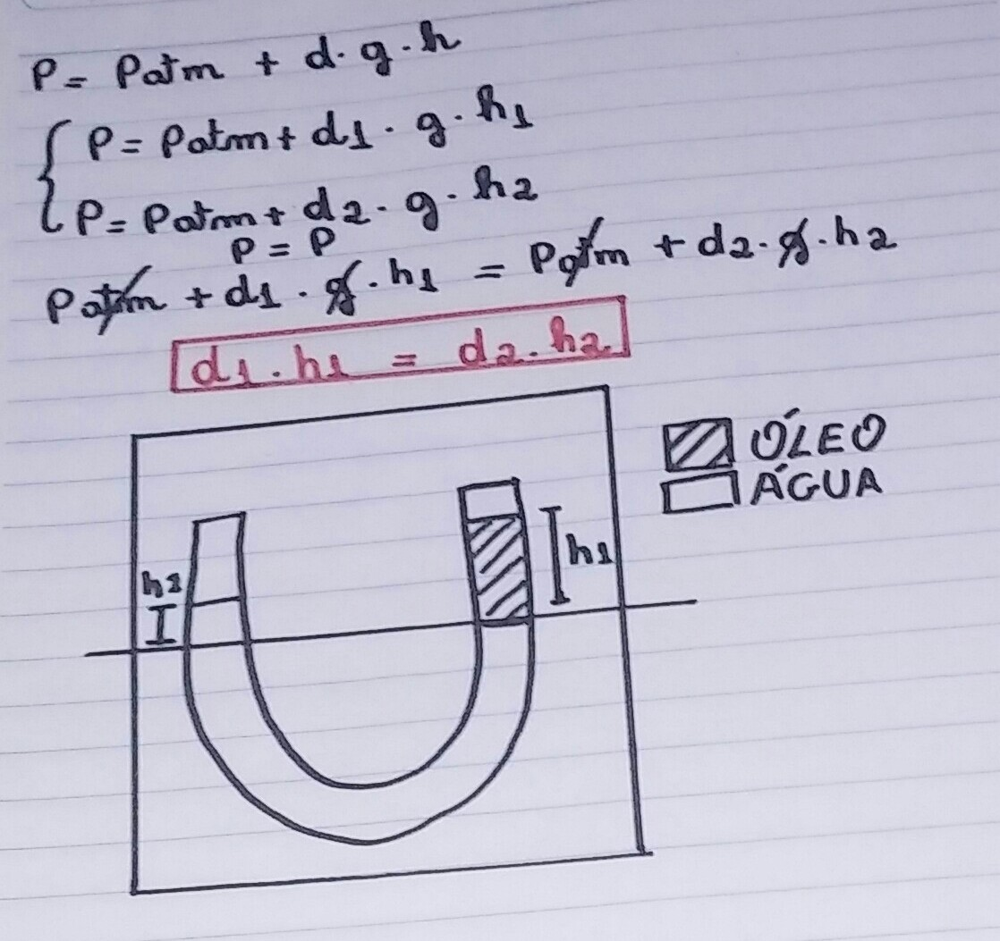 P = Patm + d. g . h
P = Patm + d1 . g . h1
P = Patm + d2 . g . h2
P = P
Patm + d1 . g . h1 = Patm + d2 . g . h2
d1 . h1 = d2 . h2
ÓLEO
ÁGUA
h1
h2